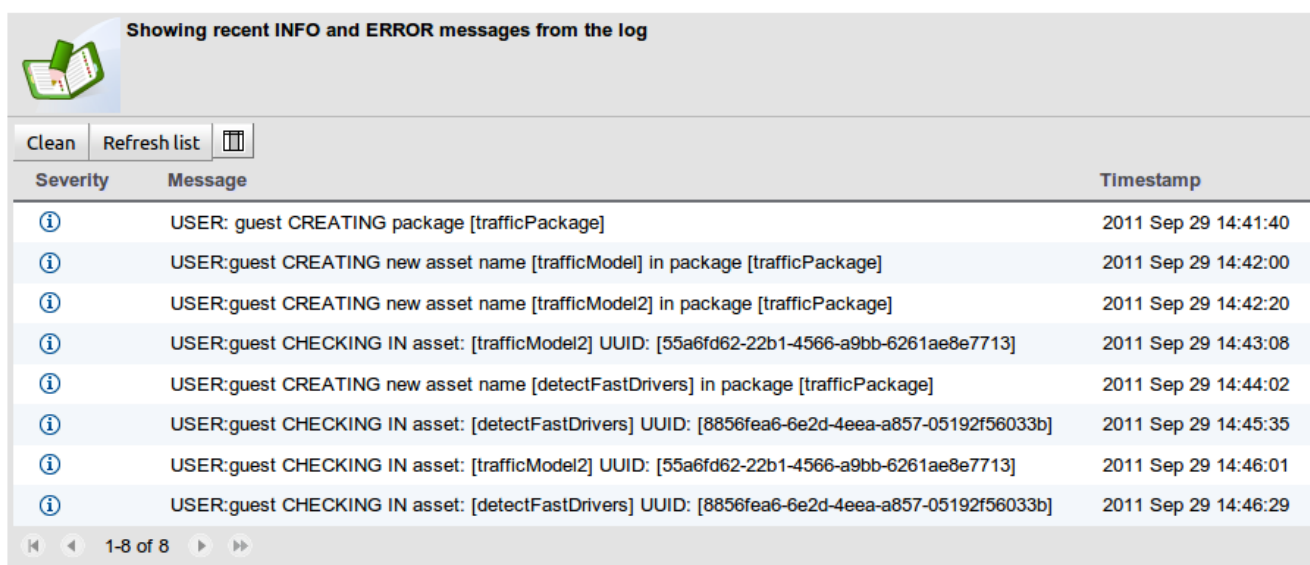 Showing recent INFO and ERROR messages from the log
Clean Refresh list
Severity Message Timestamp
USER: guest CREATING package [trafficPackage] 2011 Sep 29 14:41:40
USER:guest CREATING new asset name [trafficModel] in package [trafficPackage] 2011 Sep 29 14:42:00
USER:guest CREATING new asset name [trafficModel2] in package [trafficPackage] 2011 Sep 29 14:42:20
USER:guest CHECKING IN asset: [trafficModel2] UUID: [55a6fd62-22b1-4566-a9bb-6261ae8e7713] 2011 Sep 29 14:43:08
USER:guest CREATING new asset name [detectFastDrivers] in package [trafficPackage] 2011 Sep 29 14:44:02
USER:guest CHECKING IN asset: [detectFastDrivers] UUID: [8856fea6-6e2d-4eea-a857-05192f56033b] 2011 Sep 29 14:45:35
USER:guest CHECKING IN asset: [trafficModel2] UUID: [55a6fd62-22b1-4566-a9bb-6261ae8e7713] 2011 Sep 29 14:46:01
USER:guest CHECKING IN asset: [detectFastDrivers] UUID: [8856fea6-6e2d-4eea-a857-05192f56033b] 2011 Sep 29 14:46:29
1-8 of 8